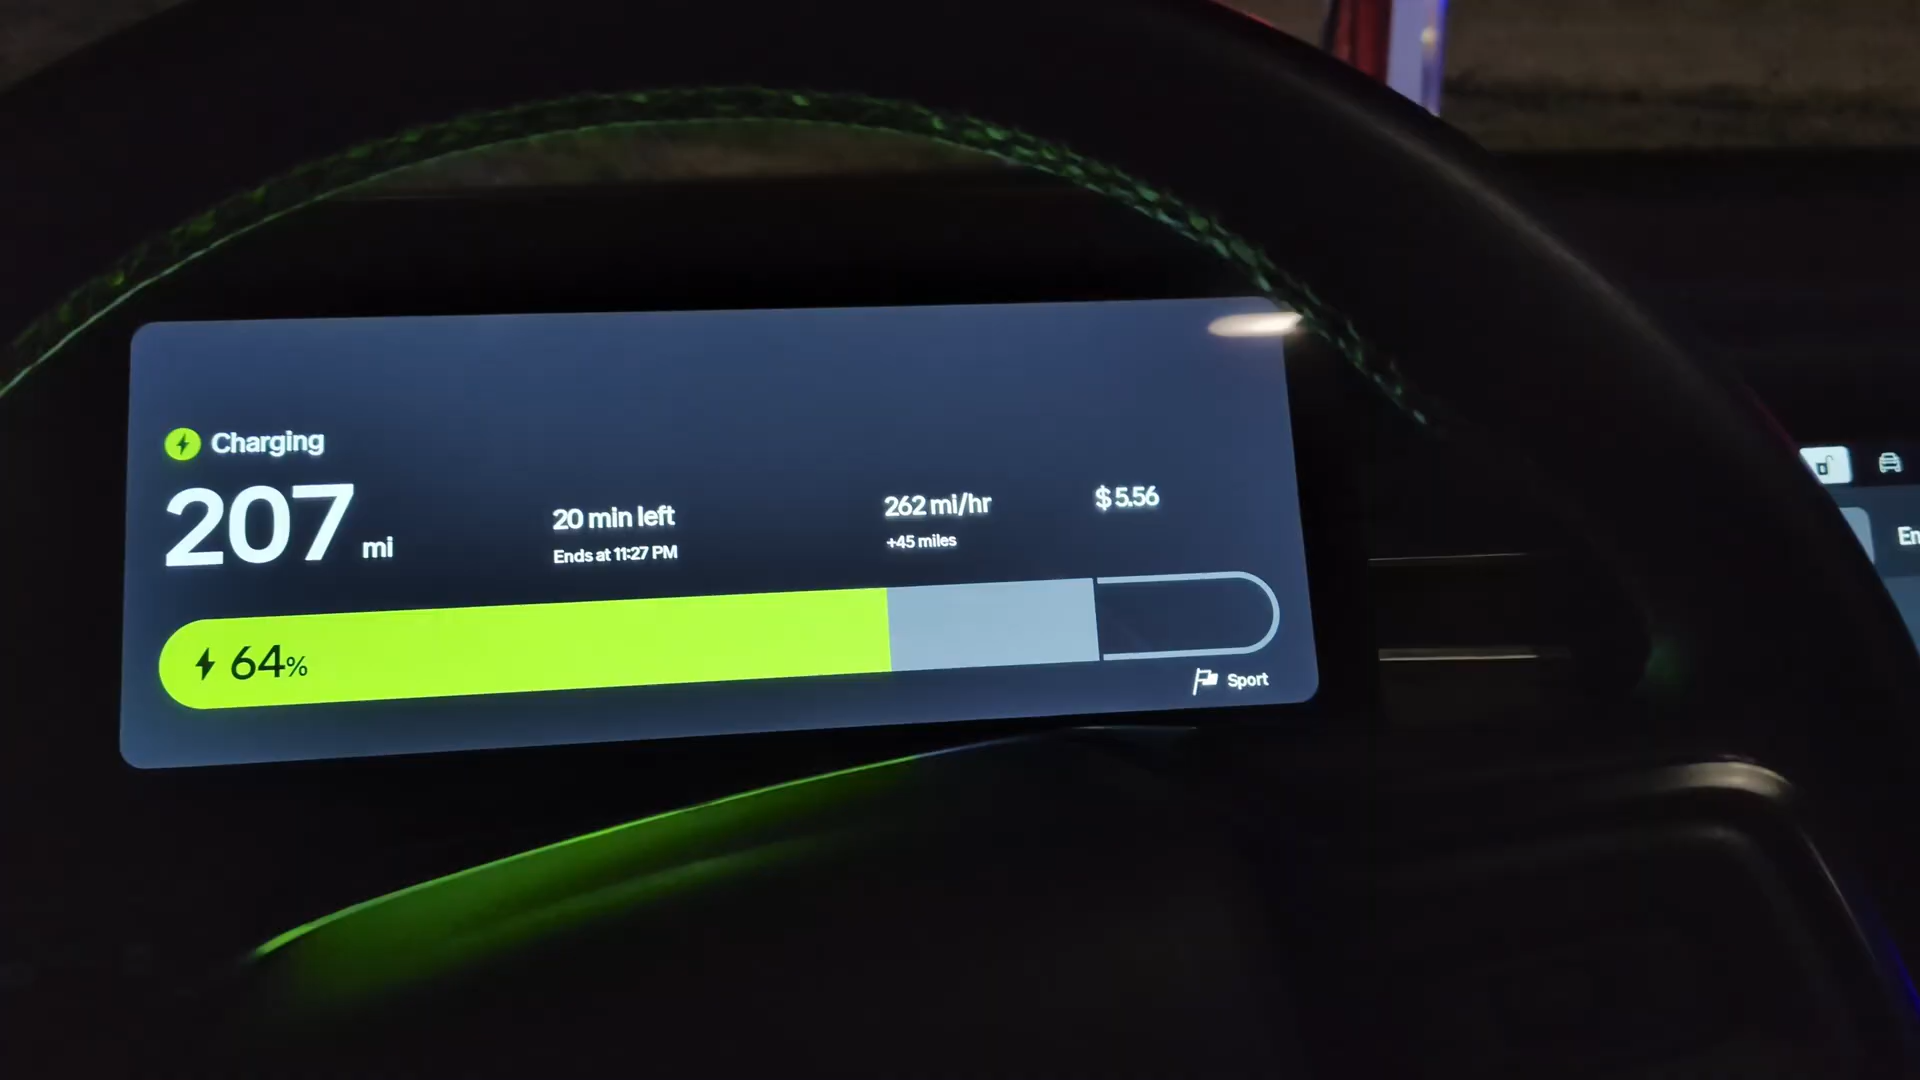 Charging
207 mi
20 min left
Ends at 11:27 PM
262 mi/hr
+45 miles
$5.56
64%
Sport